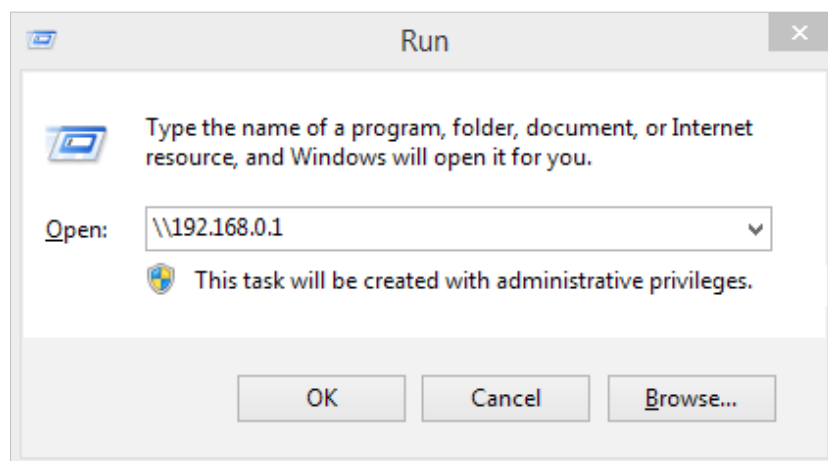 Run
Type the name of a program, folder, document, or Internet
resource, and Windows will open it for you.
Open: \\192.168.0.1
This task will be created with administrative privileges.
OK Cancel Browse...